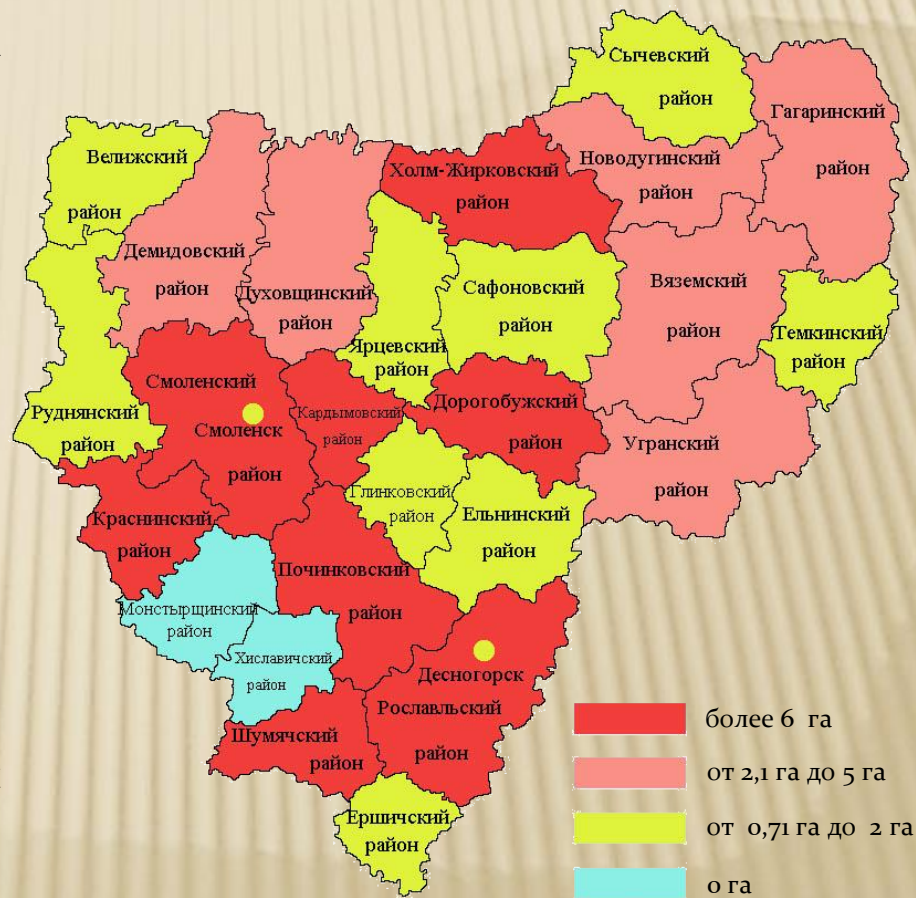 Сычевский
район
Гагаринский
район
Велижский
район
Холм-Жирковский
район
Новодугинский
район
Демидовский
район
Духовщинский
район
Сафоновский
район
Вяземский
район
Темкинский
район
Ярцевский
район
Смоленский
Смоленск
район
Руднянский
район
Кардымовский
район
Дорогобужский
район
Угранский
район
Глинковский
район
Ельнинский
район
Краснинский
район
Починковский
район
Монстырщинский
район
Хиславичский
район
Десногорск
Рославльский
район
Шумячский
район
Ершичский
район
более 6 га
от 2,1 га до 5 га
от 0,71 га до 2 га
0 га